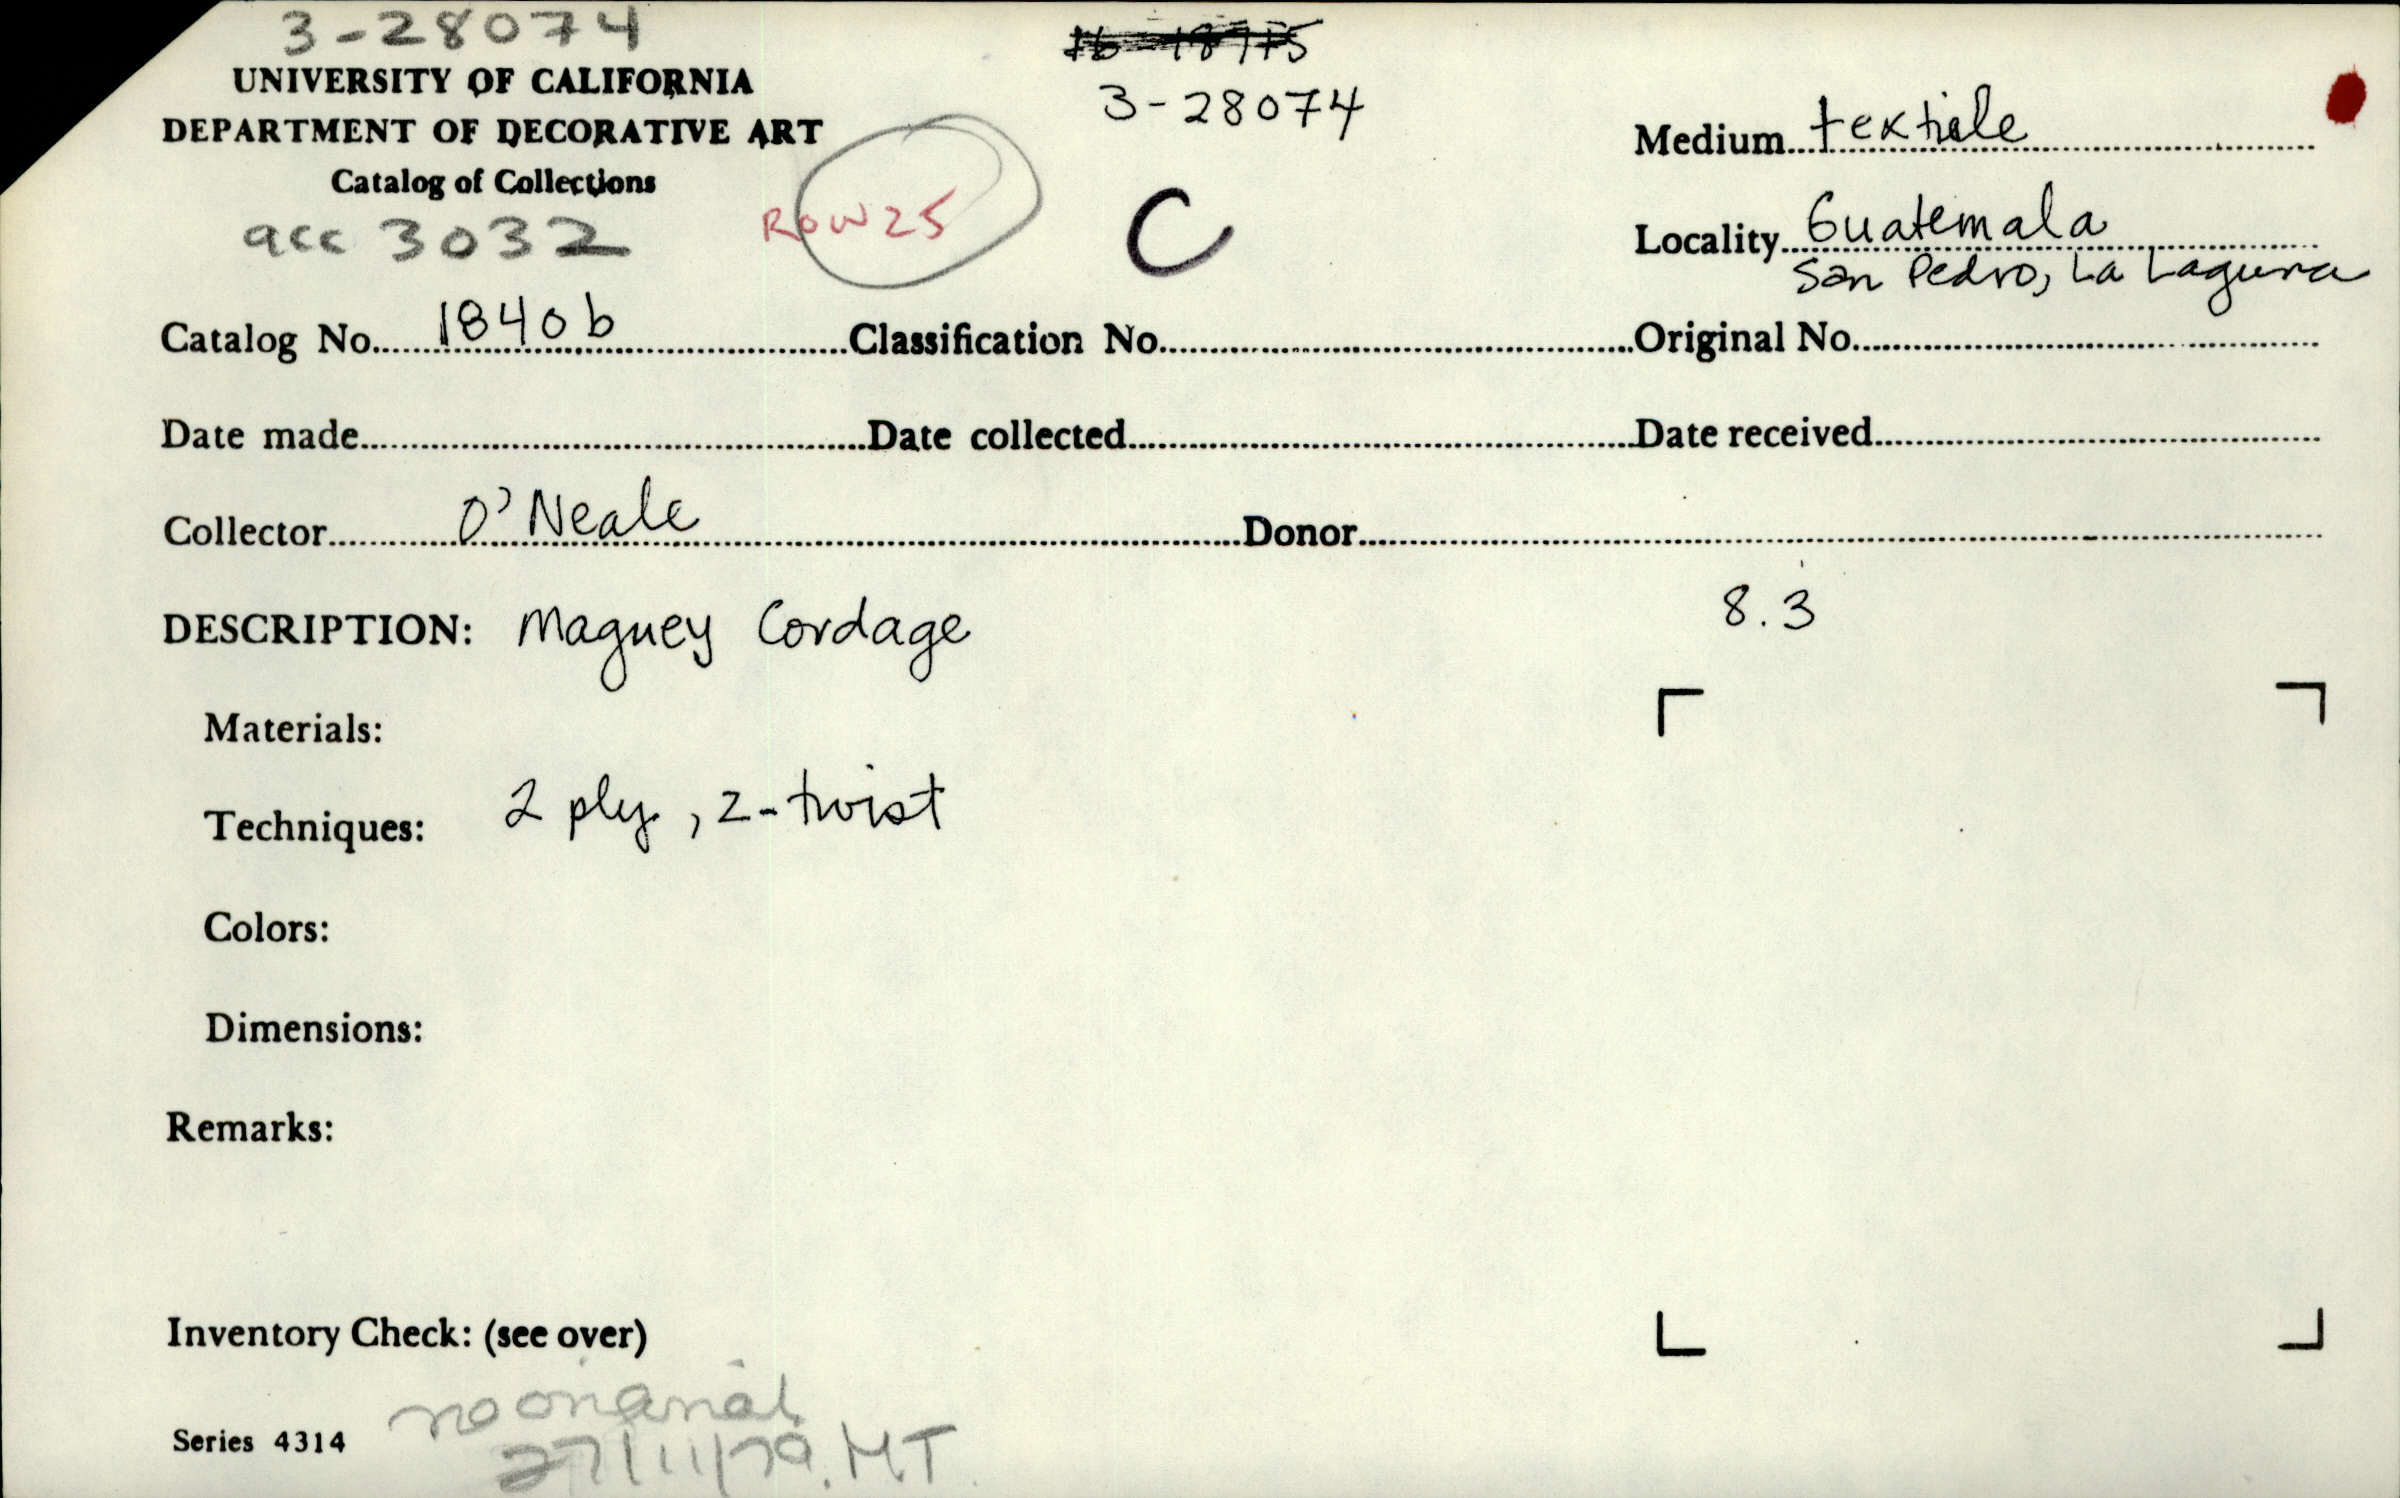 3-28074
UNIVERSITY OF CALIFORNIA
DEPARTMENT OF DECORATIVE ART
Catalog of Collections
acc 3032
ROW 25
3-28074
C
Medium textile
Locality Guatemala
San Pedro, La Laguna
Catalog No. 1840b Classification No. Original No.
Date made Date collected Date received
Collector O'Neale Donor
DESCRIPTION: Maguey Cordage 8.3
Materials:
Techniques: 2 ply, z-twist
Colors:
Dimensions:
Remarks:
Inventory Check: (see over)
no original
Series 4314
27/11/79. MT